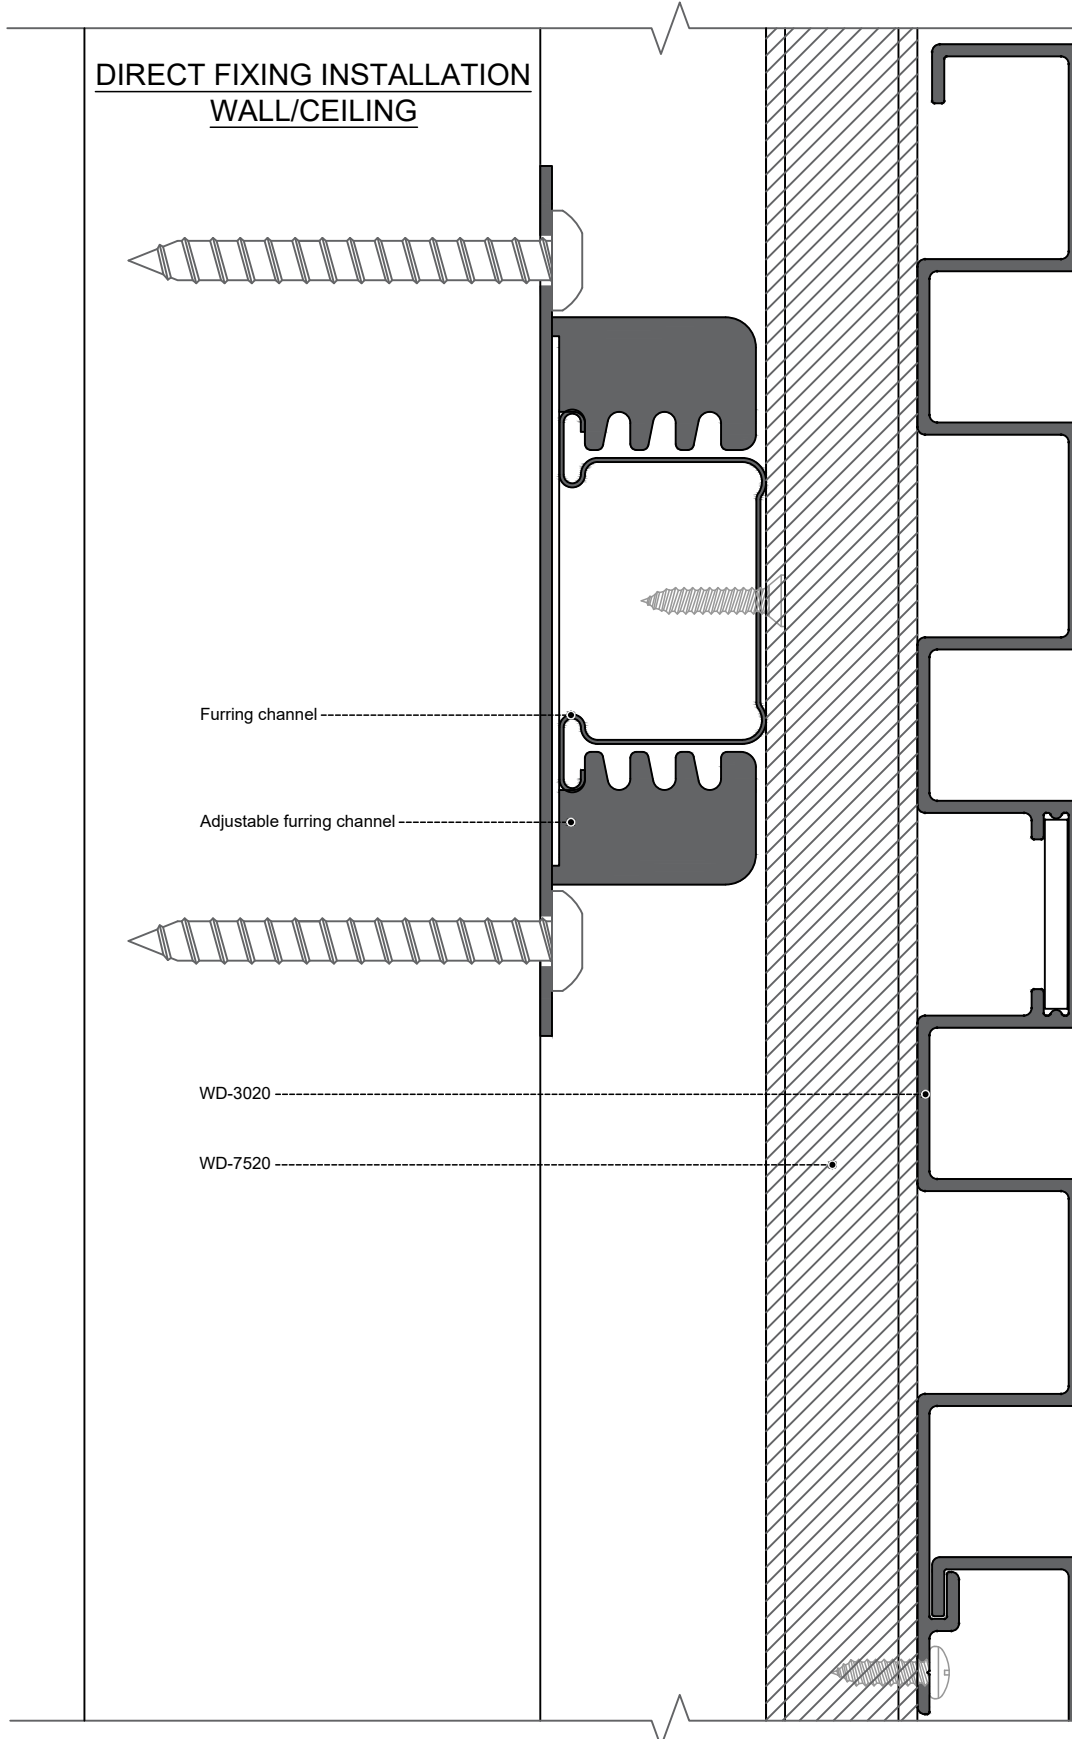 DIRECT FIXING INSTALLATION
WALL/CEILING
Furring channel
Adjustable furring channel
WD-3020
WD-7520